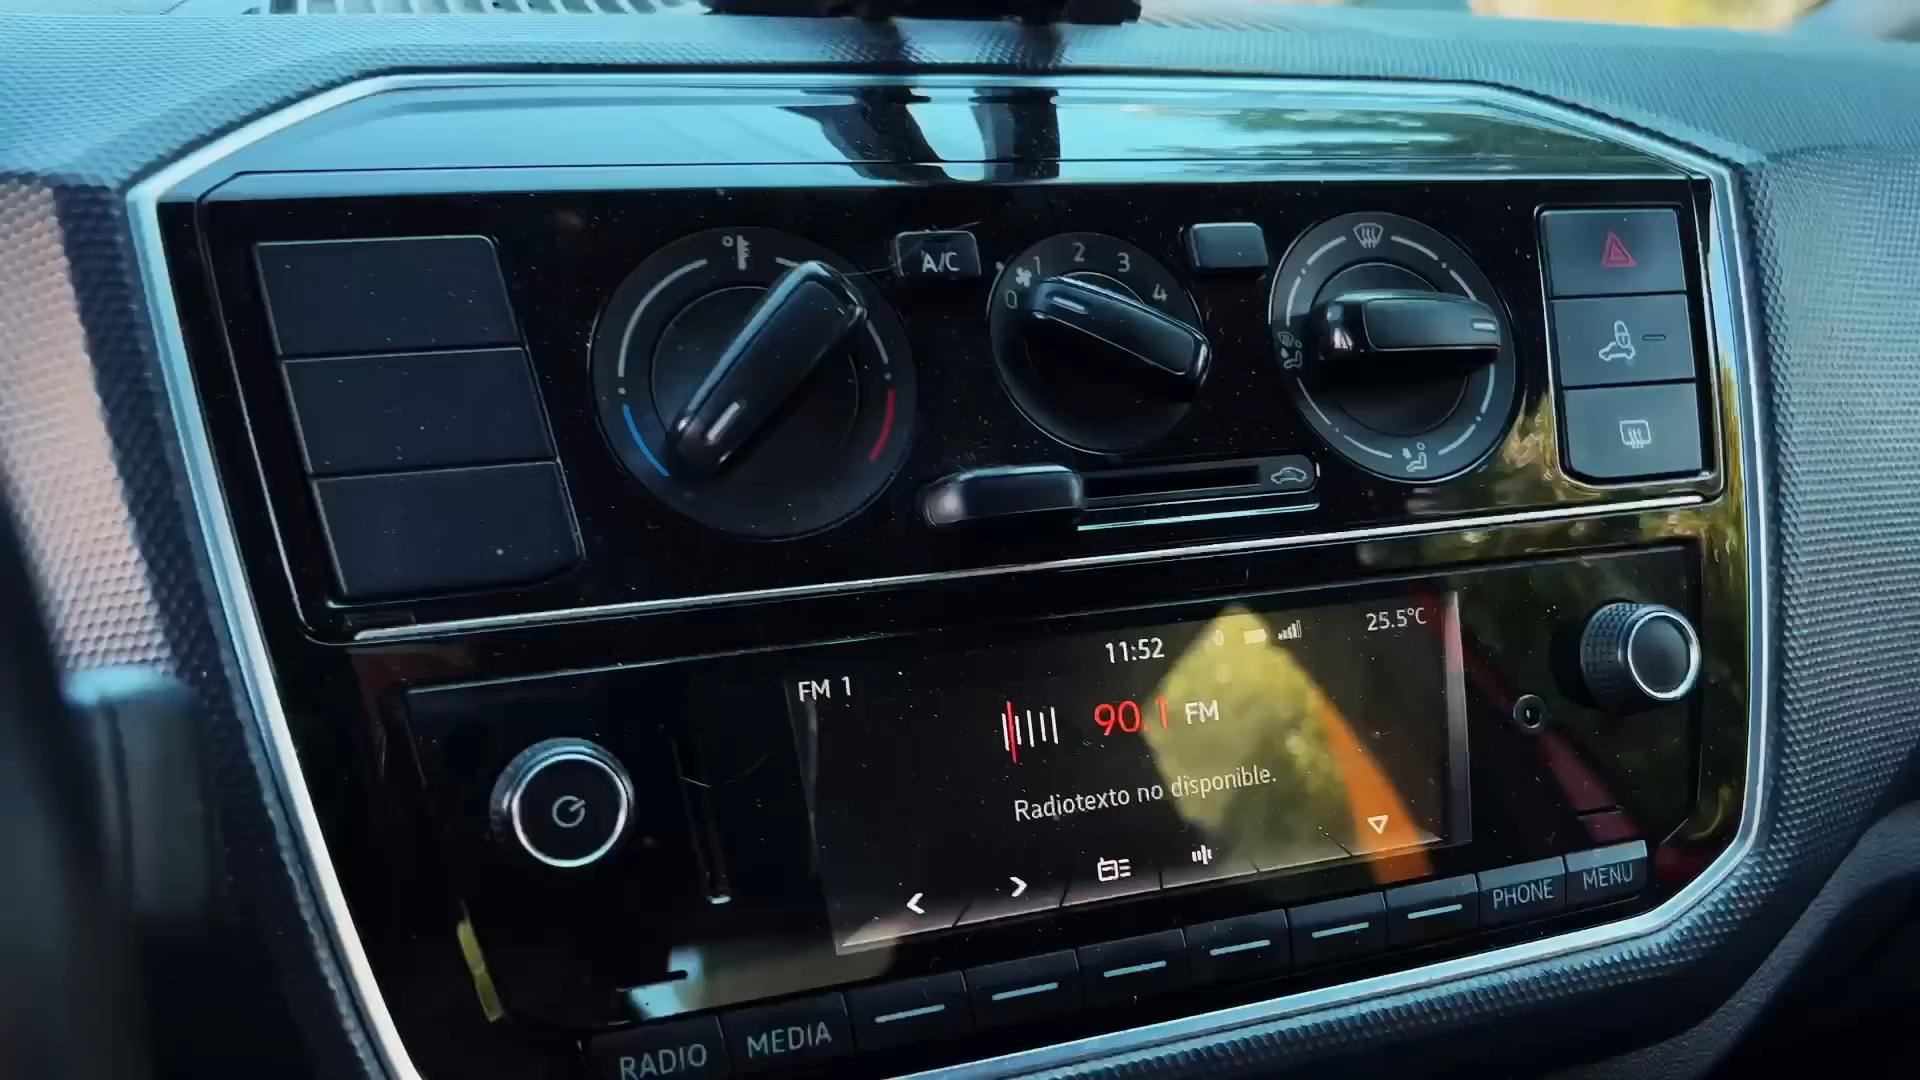 A/C
0 1 2 3 4
11:52
25.5°C
FM 1
90.1 FM
Radiotexto no disponible.
RADIO
MEDIA
PHONE
MENU